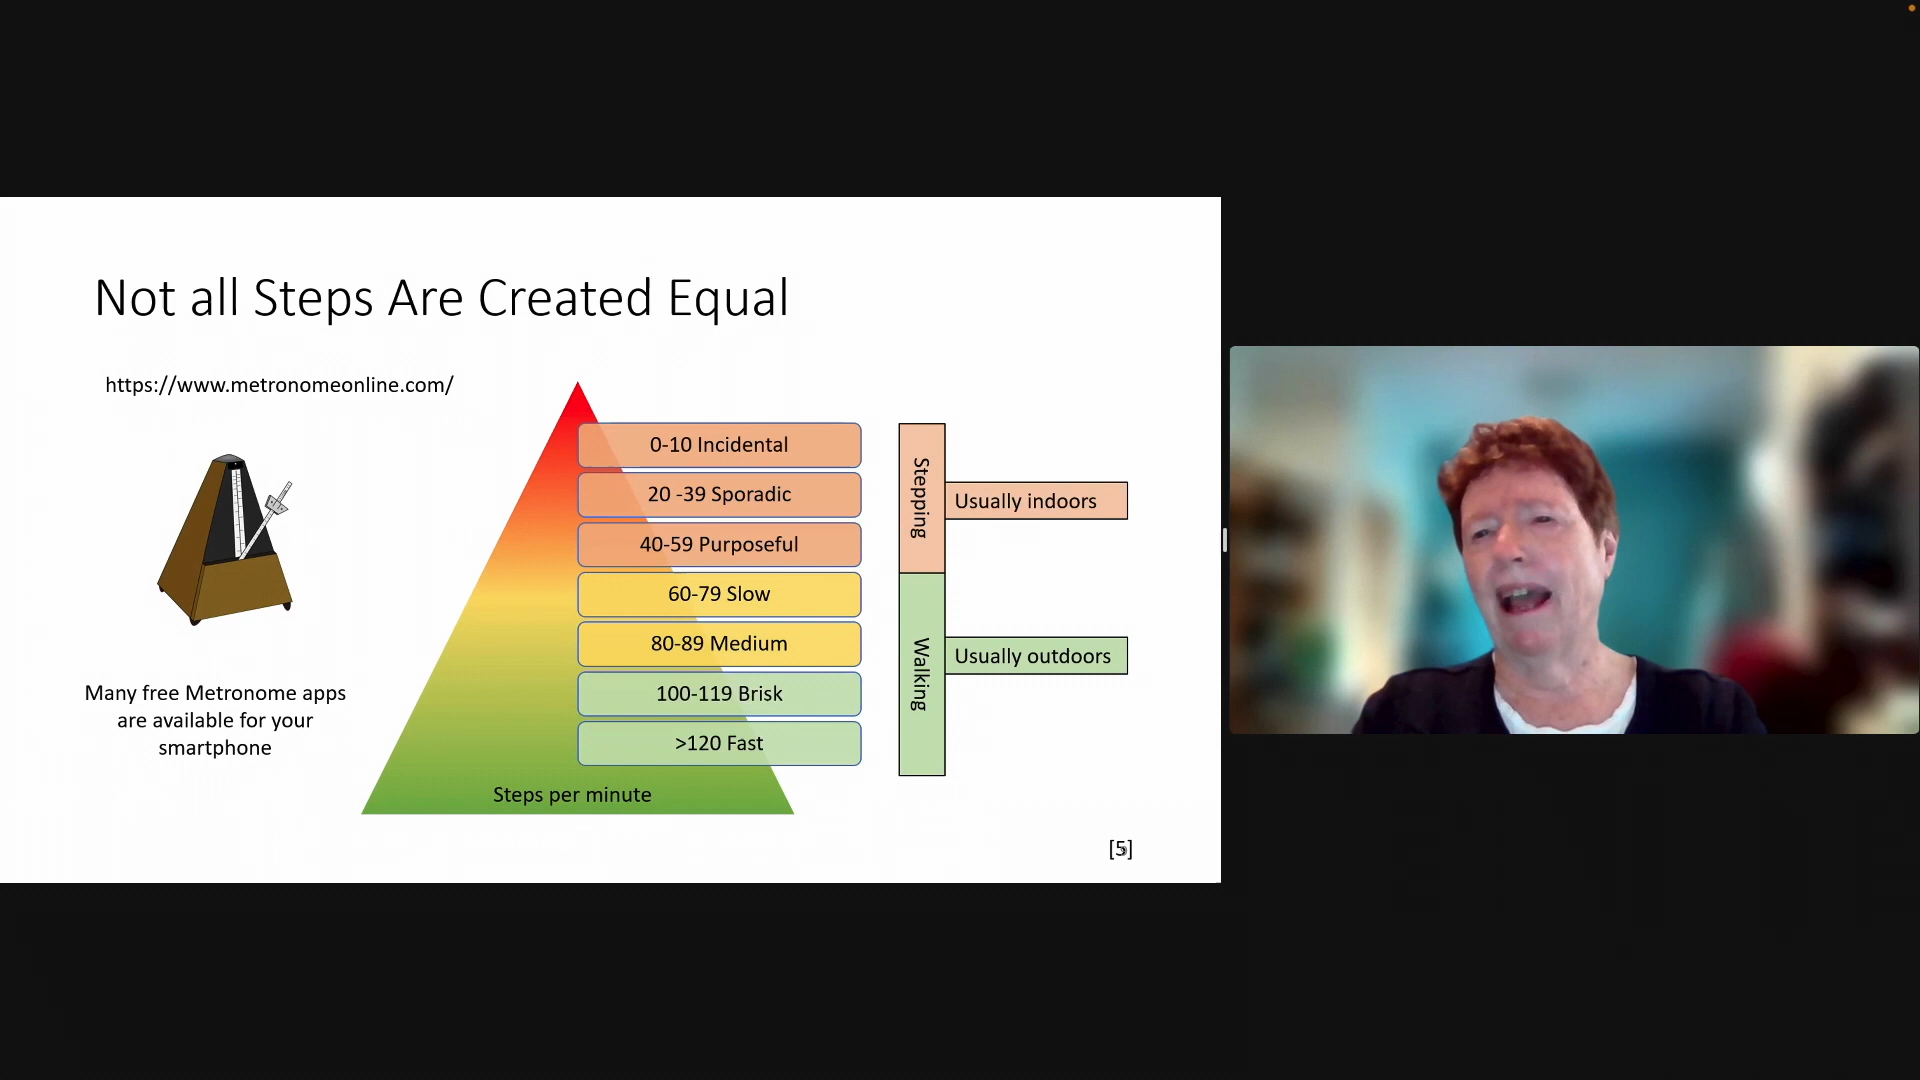 Not all Steps Are Created Equal
https://www.metronomeonline.com/
Many free Metronome apps
are available for your
smartphone
0-10 Incidental
20 -39 Sporadic
40-59 Purposeful
60-79 Slow
80-89 Medium
100-119 Brisk
>120 Fast
Steps per minute
Stepping
Usually indoors
Walking
Usually outdoors
[5]